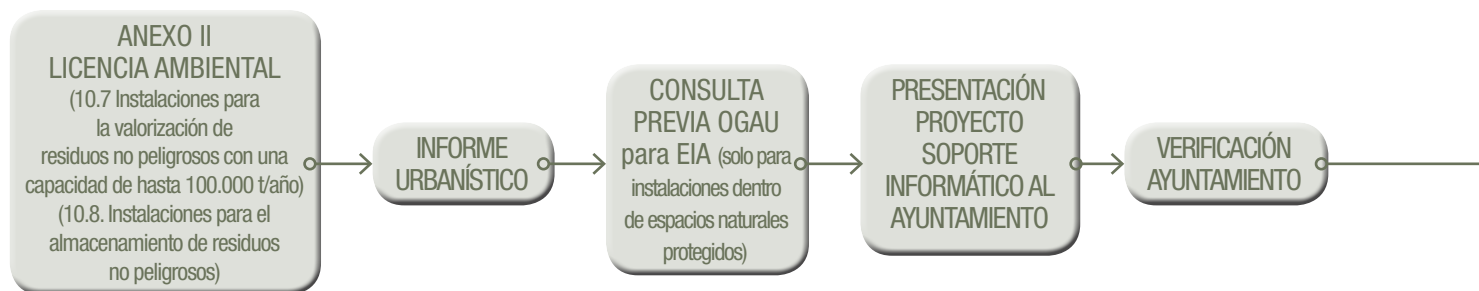 ANEXO II
LICENCIA AMBIENTAL
(10.7 Instalaciones para
la valorización de
residuos no peligrosos con una
capacidad de hasta 100.000 t/año)
(10.8. Instalaciones para el
almacenamiento de residuos
no peligrosos)
INFORME
URBANÍSTICO
CONSULTA
PREVIA OGAU
para EIA (solo para
instalaciones dentro
de espacios naturales
protegidos)
PRESENTACIÓN
PROYECTO
SOPORTE
INFORMÁTICO AL
AYUNTAMIENTO
VERIFICACIÓN
AYUNTAMIENTO